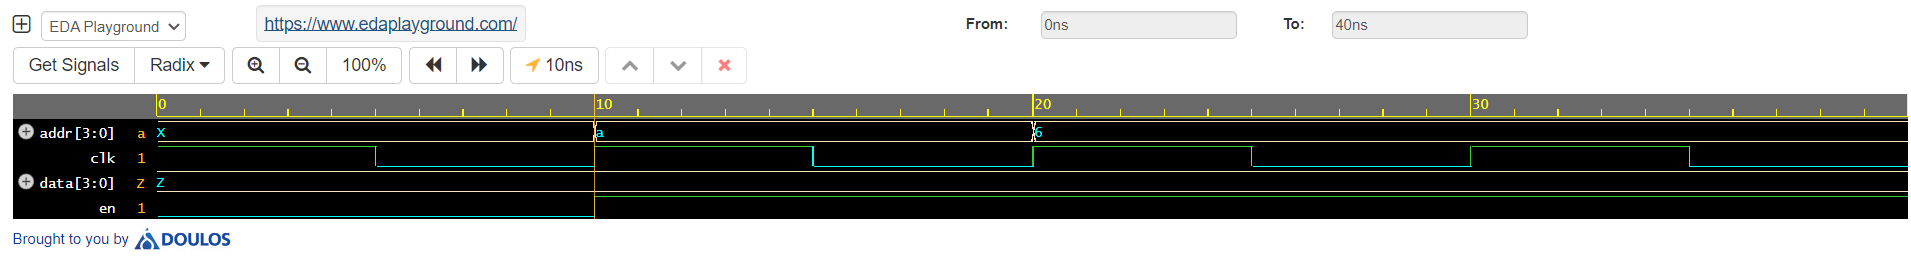 EDA Playground https://www.edaplayground.com/ From: 0ns To: 40ns
Get Signals Radix 100% 10ns
0 10 20 30
addr[3:0] a X a 6
clk 1
data[3:0] Z Z
en 1
Brought to you by DOULOS